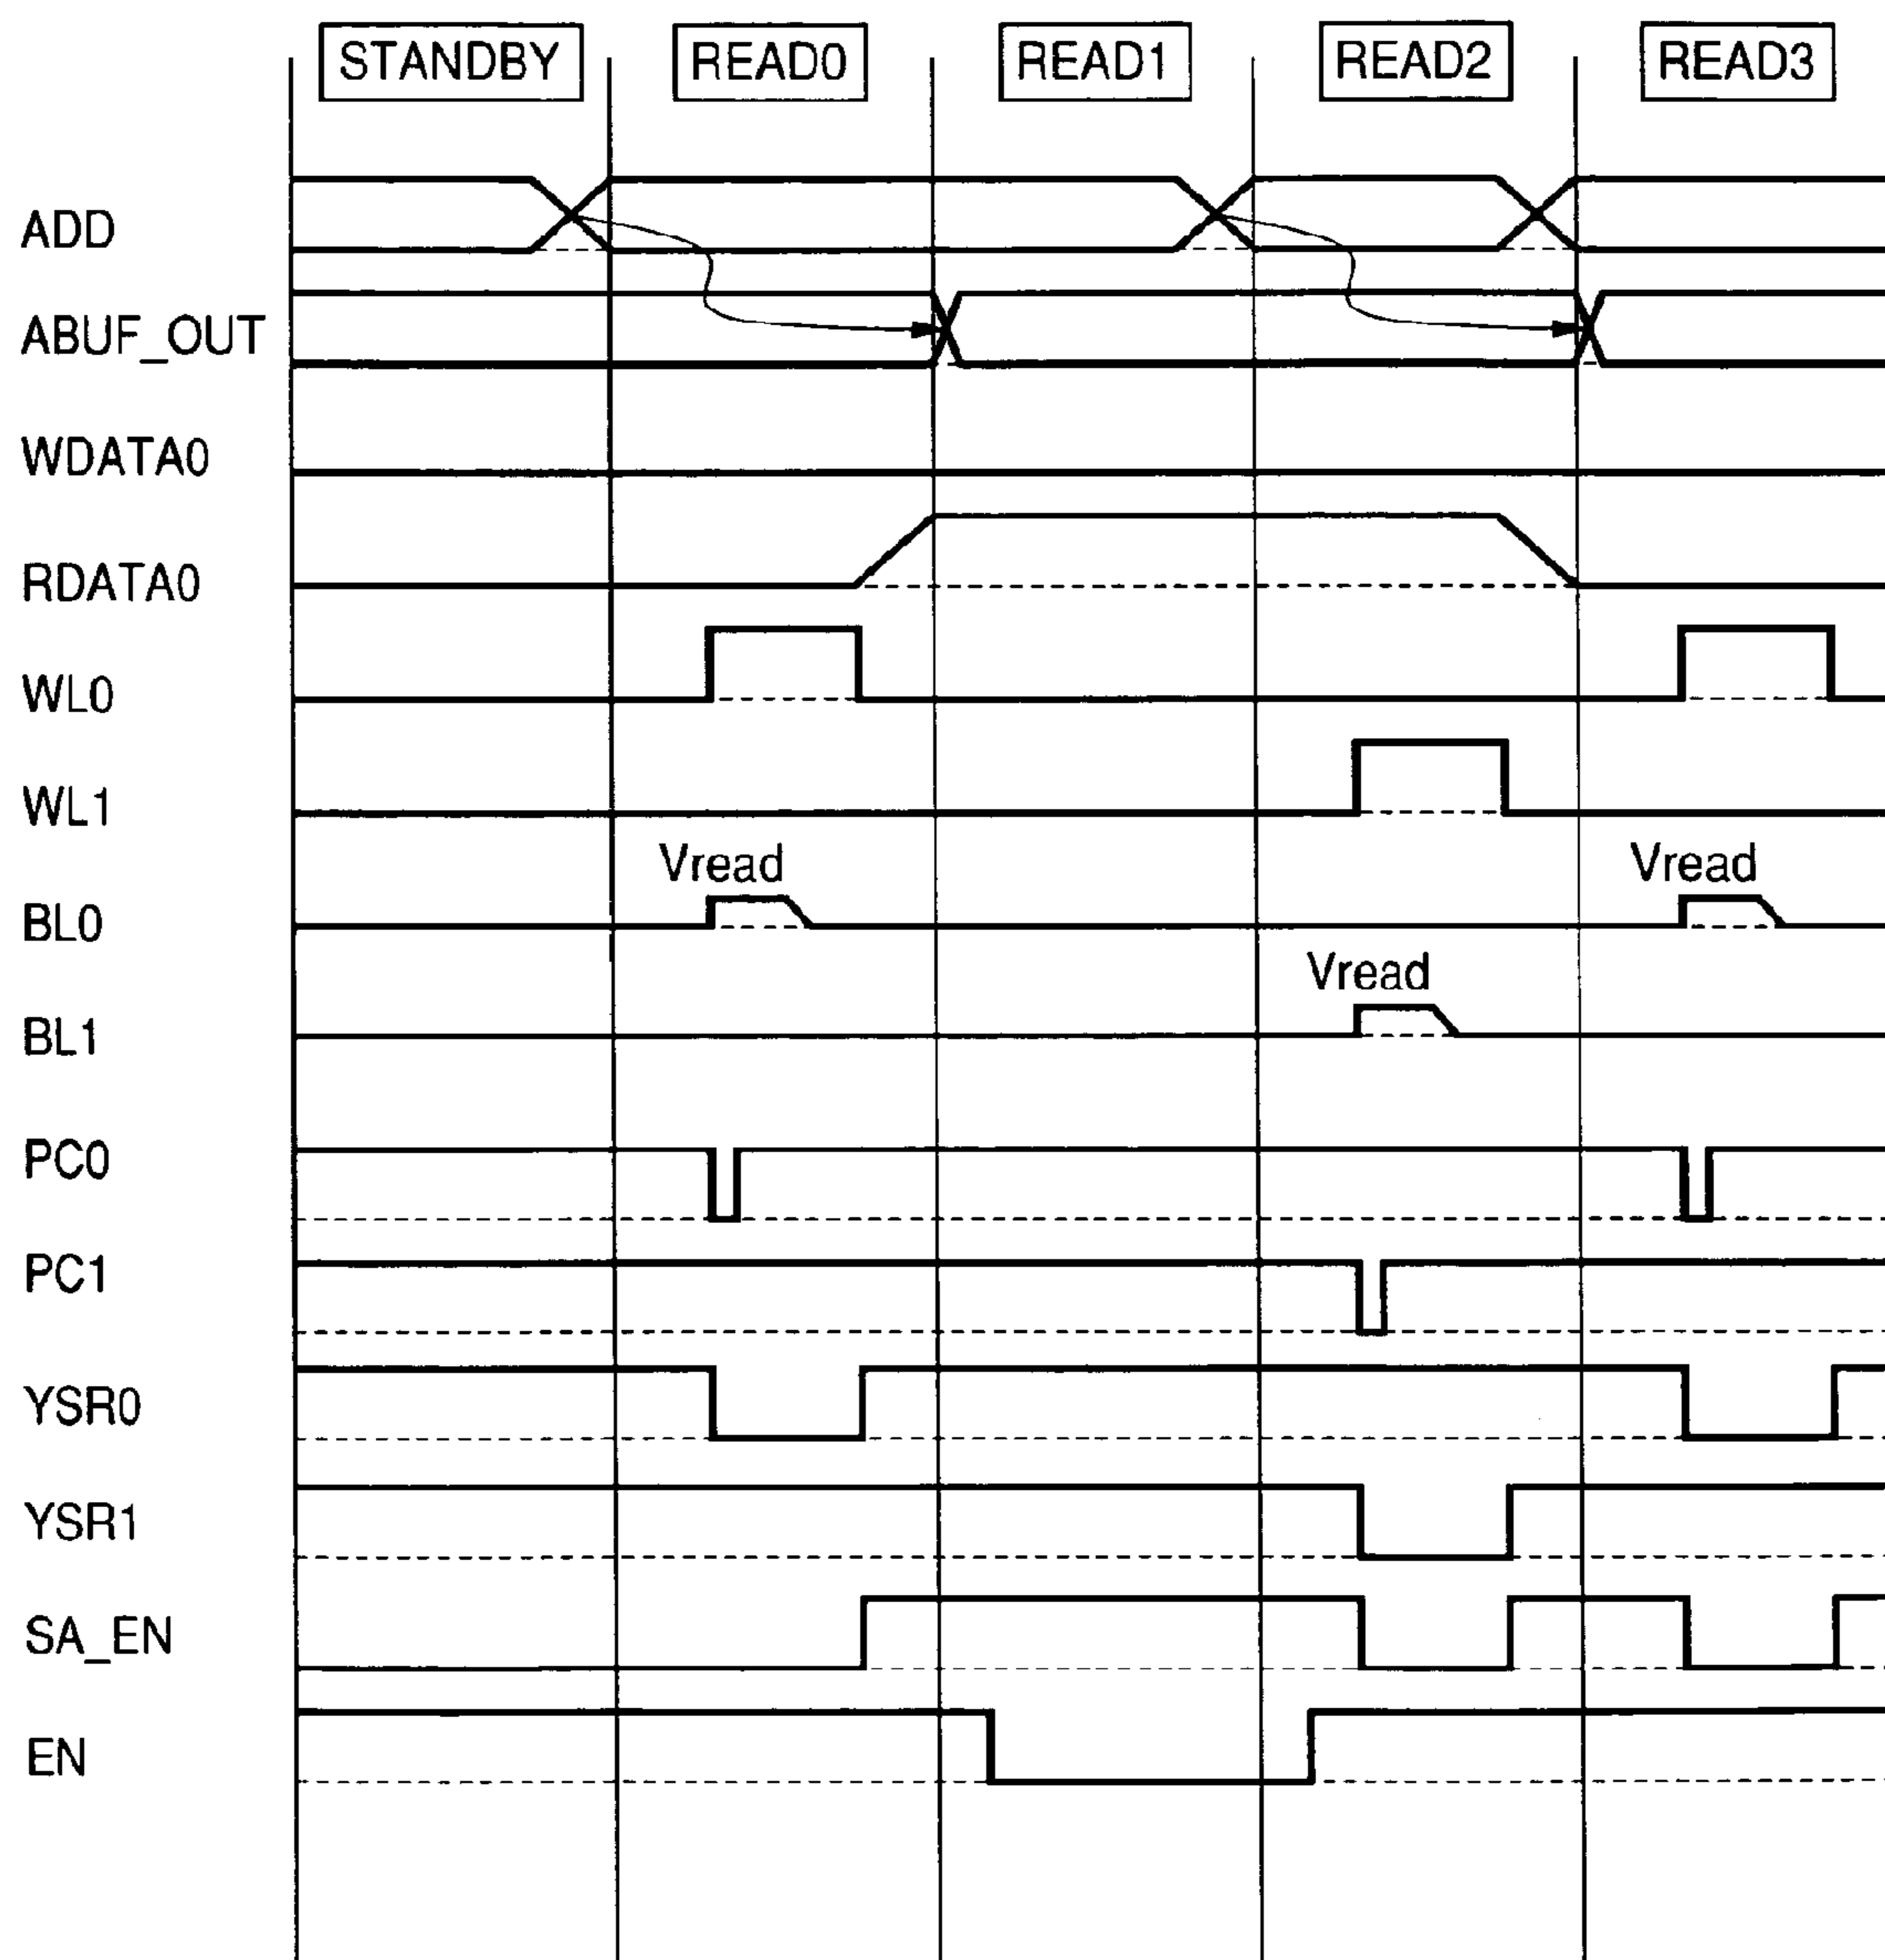 STANDBY READ0 READ1 READ2 READ3
ADD
ABUF_OUT
WDATA0
RDATA0
WL0
WL1
Vread Vread
BL0
Vread
BL1
PC0
PC1
YSR0
YSR1
SA_EN
EN